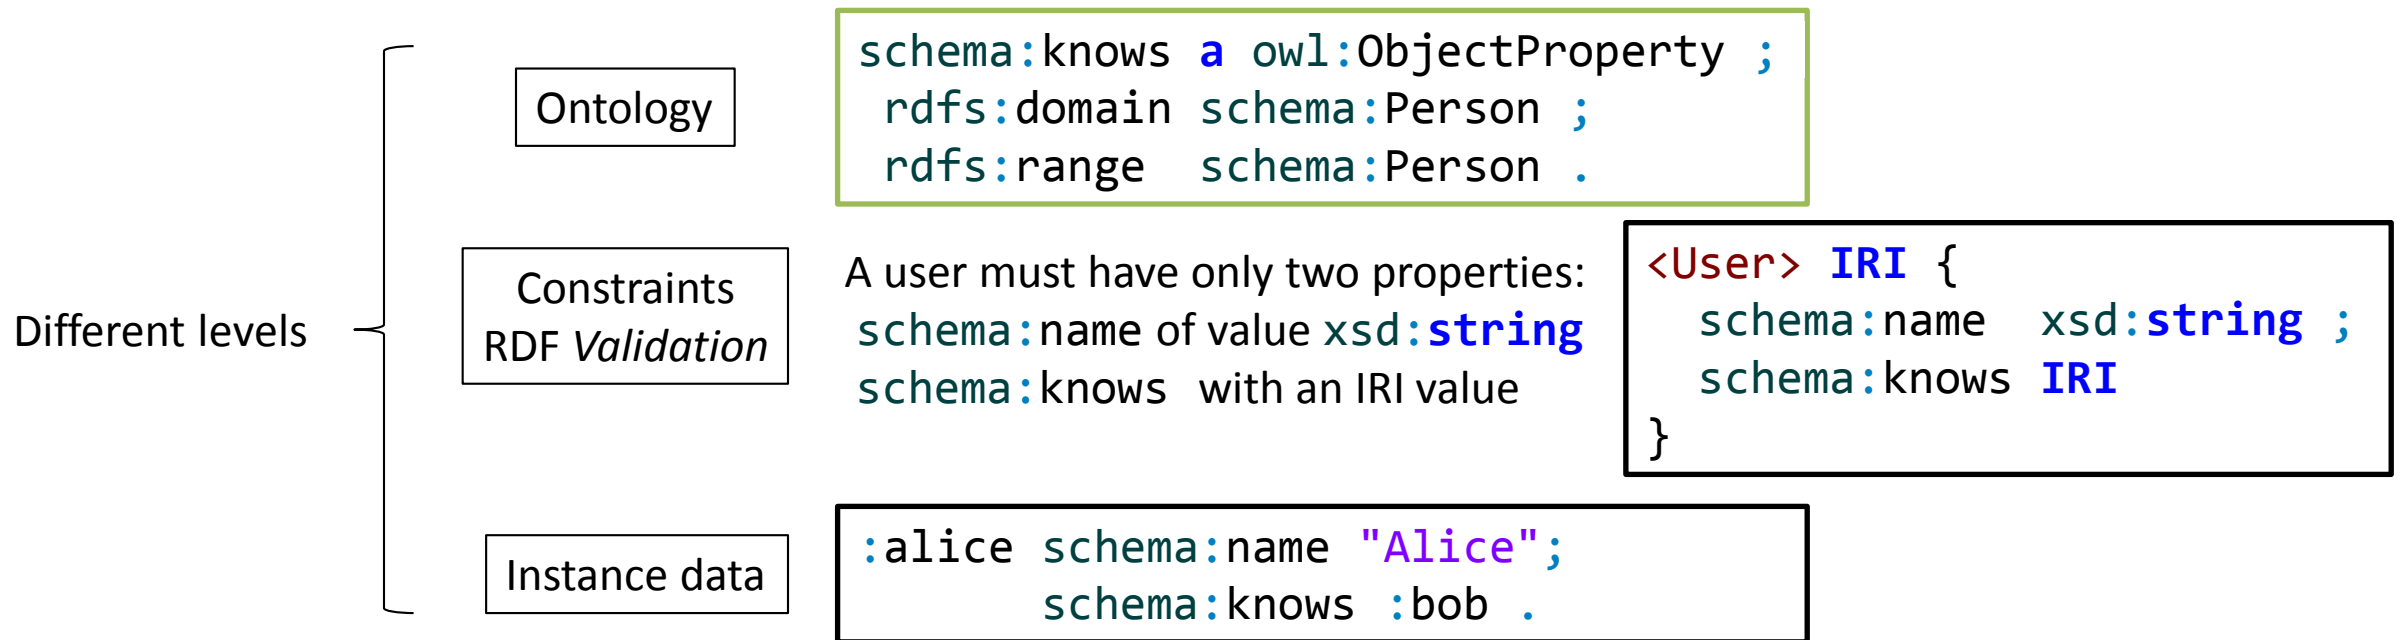 Different levels
Ontology
schema:knows a owl:ObjectProperty ;
rdfs:domain schema:Person ;
rdfs:range schema:Person .
Constraints
RDF Validation
A user must have only two properties:
schema:name of value xsd:string
schema:knows with an IRI value
<User> IRI {
schema:name xsd:string ;
schema:knows IRI
}
Instance data
:alice schema:name "Alice";
schema:knows :bob .